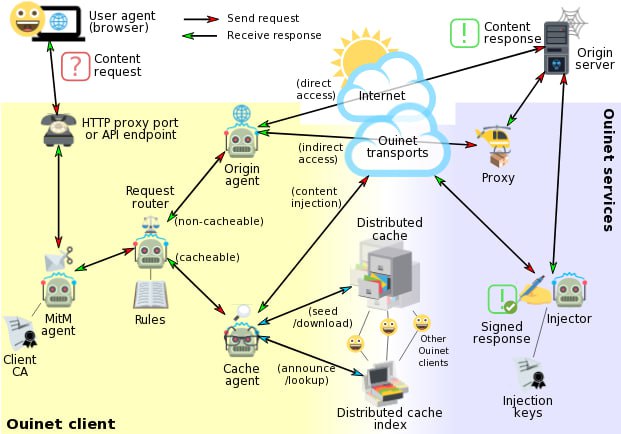 User agent
(browser)
Send request
Receive response
Content
request
Content
response
Origin
server
(direct
access)
Internet
HTTP proxy port
or API endpoint
Origin
agent
(indirect
access)
Ouinet
transports
Proxy
Ouinet services
Request
router
(non-cacheable)
(content
injection)
Distributed
cache
(cacheable)
MitM
agent
Rules
Client
CA
Cache
agent
(seed
/download)
(announce
/lookup)
Other
Ouinet
clients
Distributed cache
index
Signed
response
Injector
Injection
keys
Ouinet client